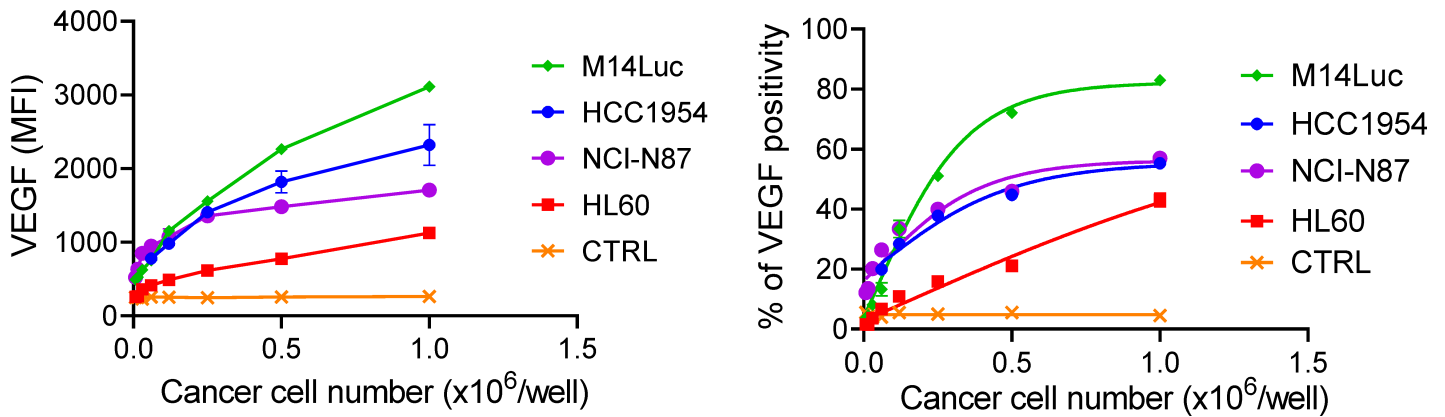 VEGF (MFI)
4000
3000
2000
1000
0
0.0 0.5 1.0 1.5
Cancer cell number (x10⁶/well)
M14Luc
HCC1954
NCI-N87
HL60
CTRL
% of VEGF positivity
100
80
60
40
20
0
0.0 0.5 1.0 1.5
Cancer cell number (x10⁶/well)
M14Luc
HCC1954
NCI-N87
HL60
CTRL